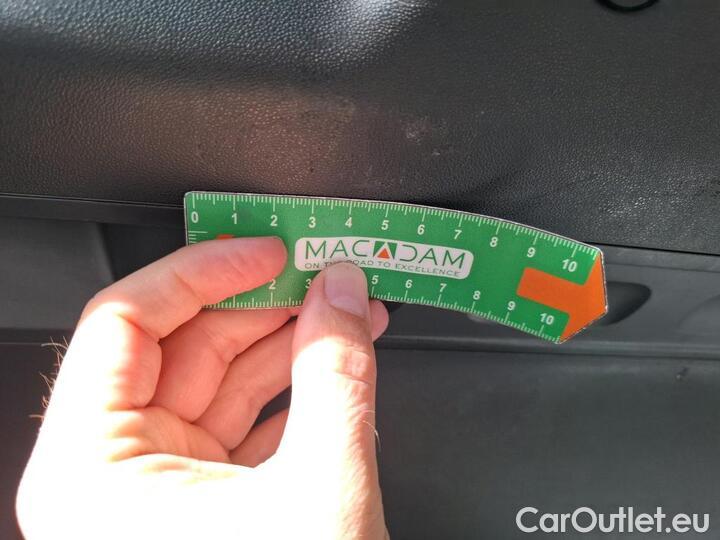 0 1 2 3 4 5 6 7 8 9 10
MACADAM
ON THE ROAD TO EXCELLENCE
2 3 5 6 7 8 9 10
CarOutlet.eu